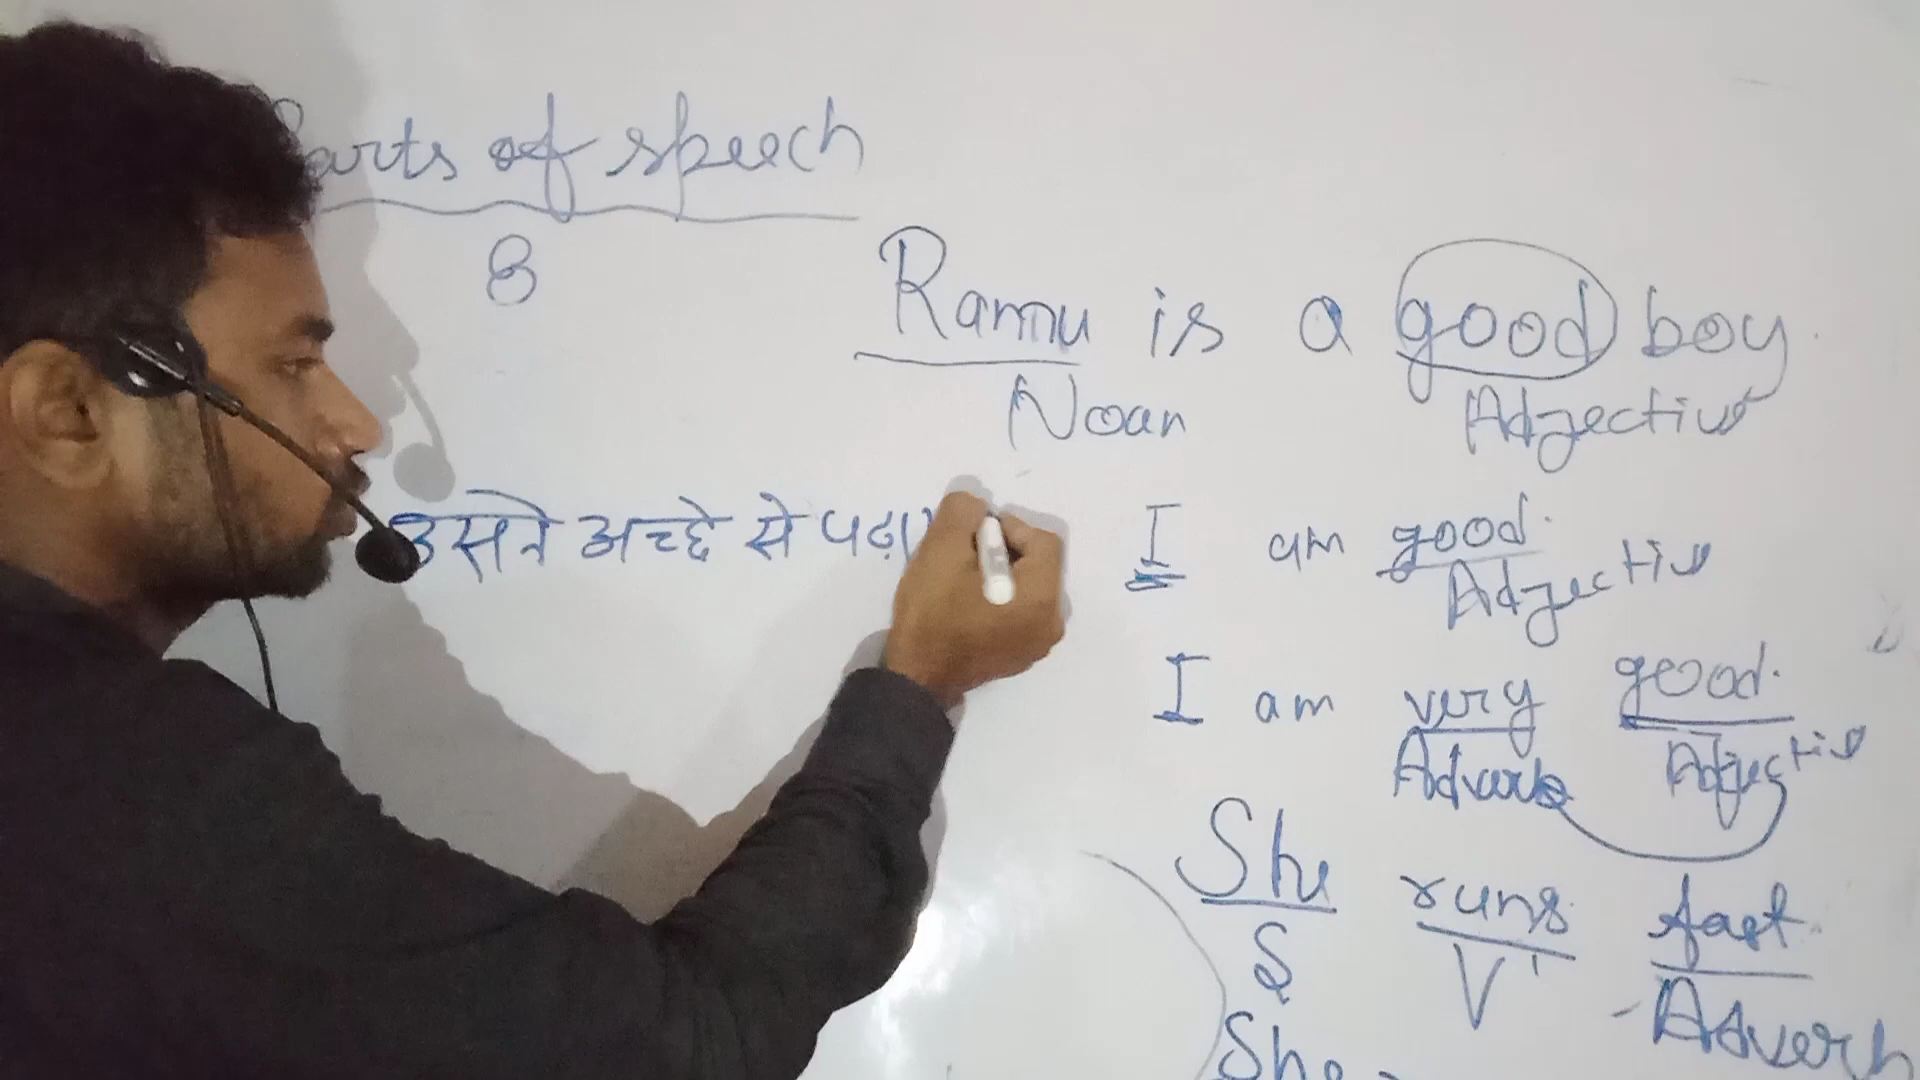 Parts of speech
8
Ramu is a good boy.
Noun Adjective
उसने अच्छे से पढ़ा
I am good.
Adjective
I am very good.
Adverb Adjective
She runs fast.
S V Adverb
She